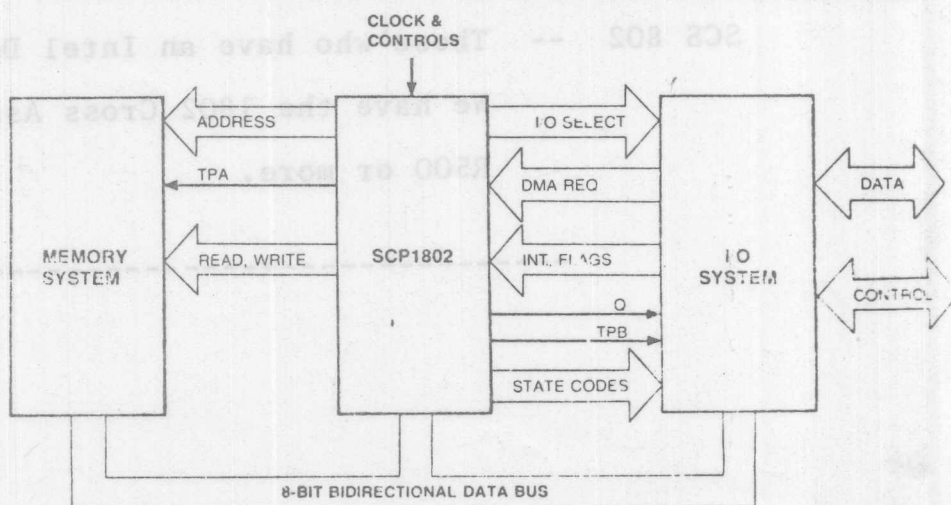 CLOCK &
CONTROLS
SCS 802 -- Those who have an Intel D
We have the 1802 Cross As
R500 or more.
ADDRESS
I/O SELECT
TPA
DMA REQ
MEMORY
SYSTEM
READ, WRITE
SCP1802
INT., FLAGS
I/O
SYSTEM
DATA
CONTROL
Q
TPB
STATE CODES
8-BIT BIDIRECTIONAL DATA BUS